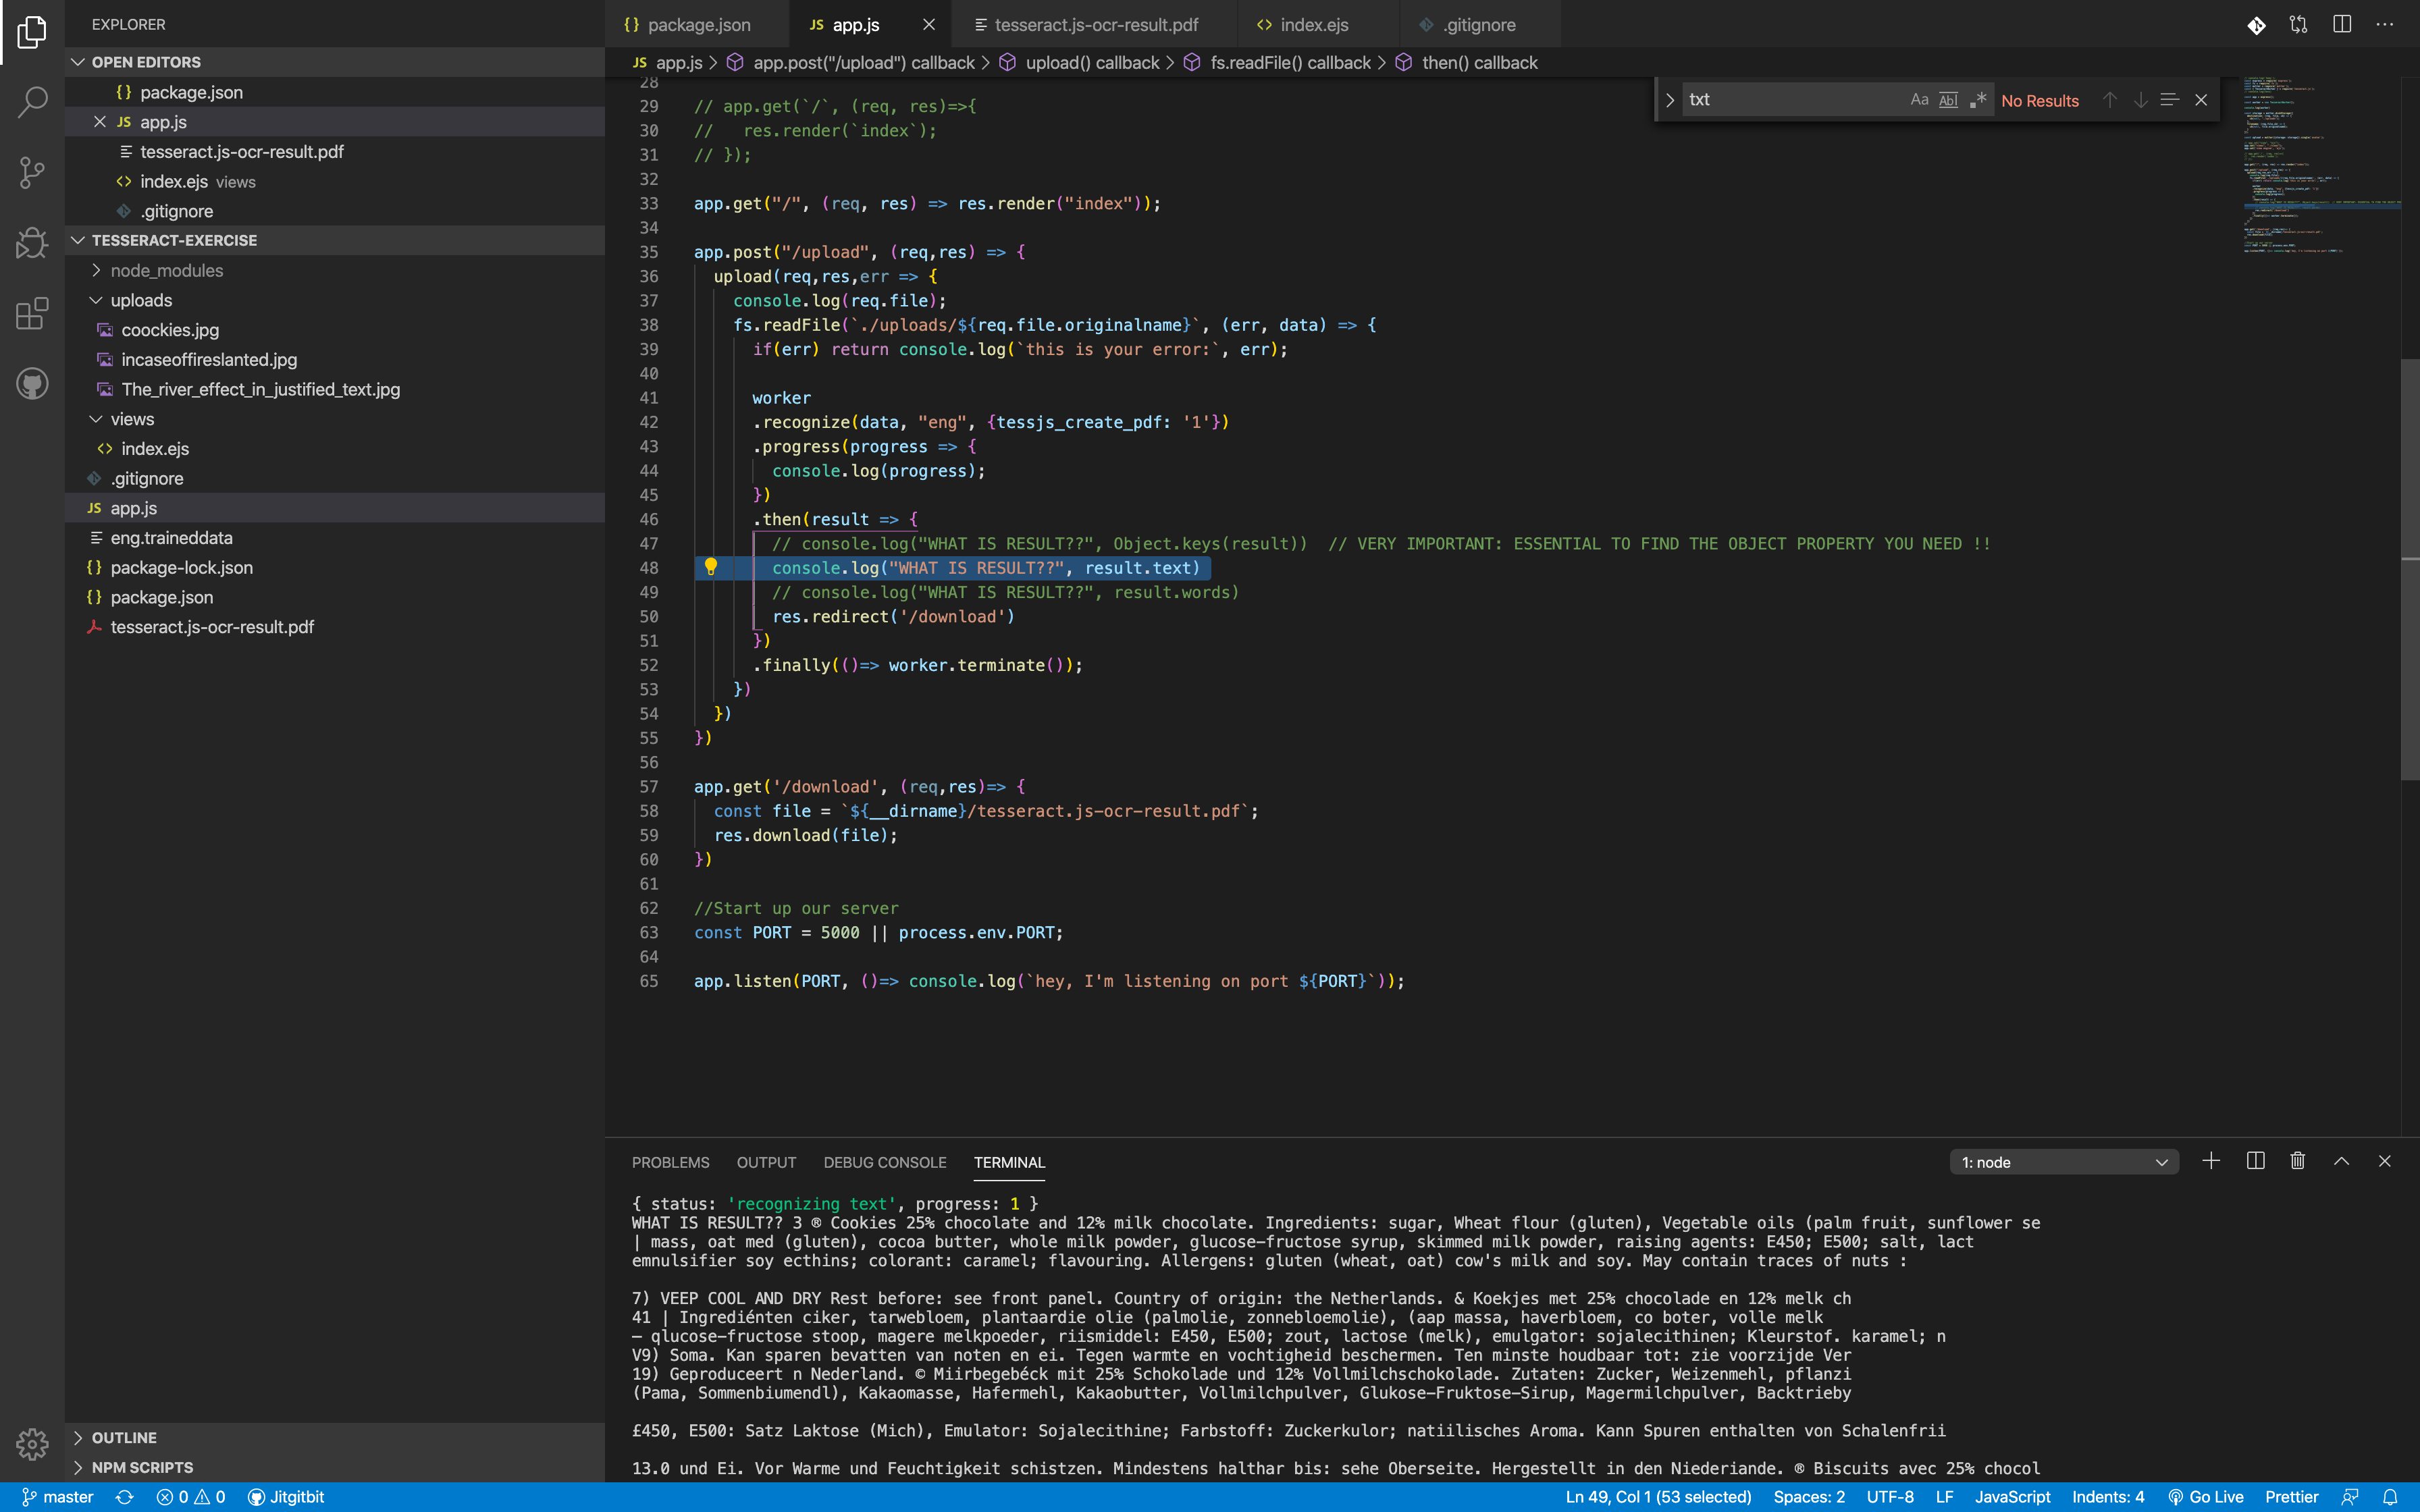 EXPLORER
OPEN EDITORS
{} package.json
JS app.js
tesseract.js-ocr-result.pdf
<> index.ejs views
.gitignore
TESSERACT-EXERCISE
node_modules
uploads
coockies.jpg
incaseoffireslanted.jpg
The_river_effect_in_justified_text.jpg
views
<> index.ejs
.gitignore
JS app.js
eng.traineddata
{} package-lock.json
{} package.json
tesseract.js-ocr-result.pdf
OUTLINE
NPM SCRIPTS
{} package.json JS app.js tesseract.js-ocr-result.pdf <> index.ejs .gitignore
JS app.js > app.post("/upload") callback > upload() callback > fs.readFile() callback > then() callback
txt Aa Abl .* No Results
28
29 // app.get(`/`, (req, res)=>{
30 //   res.render(`index`);
31 // });
32
33 app.get("/", (req, res) => res.render("index"));
34
35 app.post("/upload", (req,res) => {
36   upload(req,res,err => {
37     console.log(req.file);
38     fs.readFile(`./uploads/${req.file.originalname}`, (err, data) => {
39       if(err) return console.log(`this is your error:`, err);
40
41       worker
42       .recognize(data, "eng", {tessjs_create_pdf: '1'})
43       .progress(progress => {
44         console.log(progress);
45       })
46       .then(result => {
47         // console.log("WHAT IS RESULT??", Object.keys(result))  // VERY IMPORTANT: ESSENTIAL TO FIND THE OBJECT PROPERTY YOU NEED !!
48         console.log("WHAT IS RESULT??", result.text)
49         // console.log("WHAT IS RESULT??", result.words)
50         res.redirect('/download')
51       })
52       .finally(()=> worker.terminate());
53     })
54   })
55 })
56
57 app.get('/download', (req,res)=> {
58   const file = `${__dirname}/tesseract.js-ocr-result.pdf`;
59   res.download(file);
60 })
61
62 //Start up our server
63 const PORT = 5000 || process.env.PORT;
64
65 app.listen(PORT, ()=> console.log(`hey, I'm listening on port ${PORT}`));
PROBLEMS OUTPUT DEBUG CONSOLE TERMINAL 1: node
{ status: 'recognizing text', progress: 1 }
WHAT IS RESULT?? 3 ® Cookies 25% chocolate and 12% milk chocolate. Ingredients: sugar, Wheat flour (gluten), Vegetable oils (palm fruit, sunflower se
| mass, oat med (gluten), cocoa butter, whole milk powder, glucose-fructose syrup, skimmed milk powder, raising agents: E450; E500; salt, lact
emnulsifier soy ecthins; colorant: caramel; flavouring. Allergens: gluten (wheat, oat) cow's milk and soy. May contain traces of nuts :
7) VEEP COOL AND DRY Rest before: see front panel. Country of origin: the Netherlands. & Koekjes met 25% chocolade en 12% melk ch
41 | Ingrediénten ciker, tarwebloem, plantaardie olie (palmolie, zonnebloemolie), (aap massa, haverbloem, co boter, volle melk
— qlucose-fructose stoop, magere melkpoeder, riismiddel: E450, E500; zout, lactose (melk), emulgator: sojalecithinen; Kleurstof. karamel; n
V9) Soma. Kan sparen bevatten van noten en ei. Tegen warmte en vochtigheid beschermen. Ten minste houdbaar tot: zie voorzijde Ver
19) Geproduceert n Nederland. © Miirbegebéck mit 25% Schokolade und 12% Vollmilchschokolade. Zutaten: Zucker, Weizenmehl, pflanzi
(Pama, Sommenbiumendl), Kakaomasse, Hafermehl, Kakaobutter, Vollmilchpulver, Glukose-Fruktose-Sirup, Magermilchpulver, Backtrieby
£450, E500: Satz Laktose (Mich), Emulator: Sojalecithine; Farbstoff: Zuckerkulor; natiilisches Aroma. Kann Spuren enthalten von Schalenfrii
13.0 und Ei. Vor Warme und Feuchtigkeit schistzen. Mindestens halthar bis: sehe Oberseite. Hergestellt in den Niederiande. ® Biscuits avec 25% chocol
master 0 0 Jitgitbit Ln 49, Col 1 (53 selected) Spaces: 2 UTF-8 LF JavaScript Indents: 4 Go Live Prettier